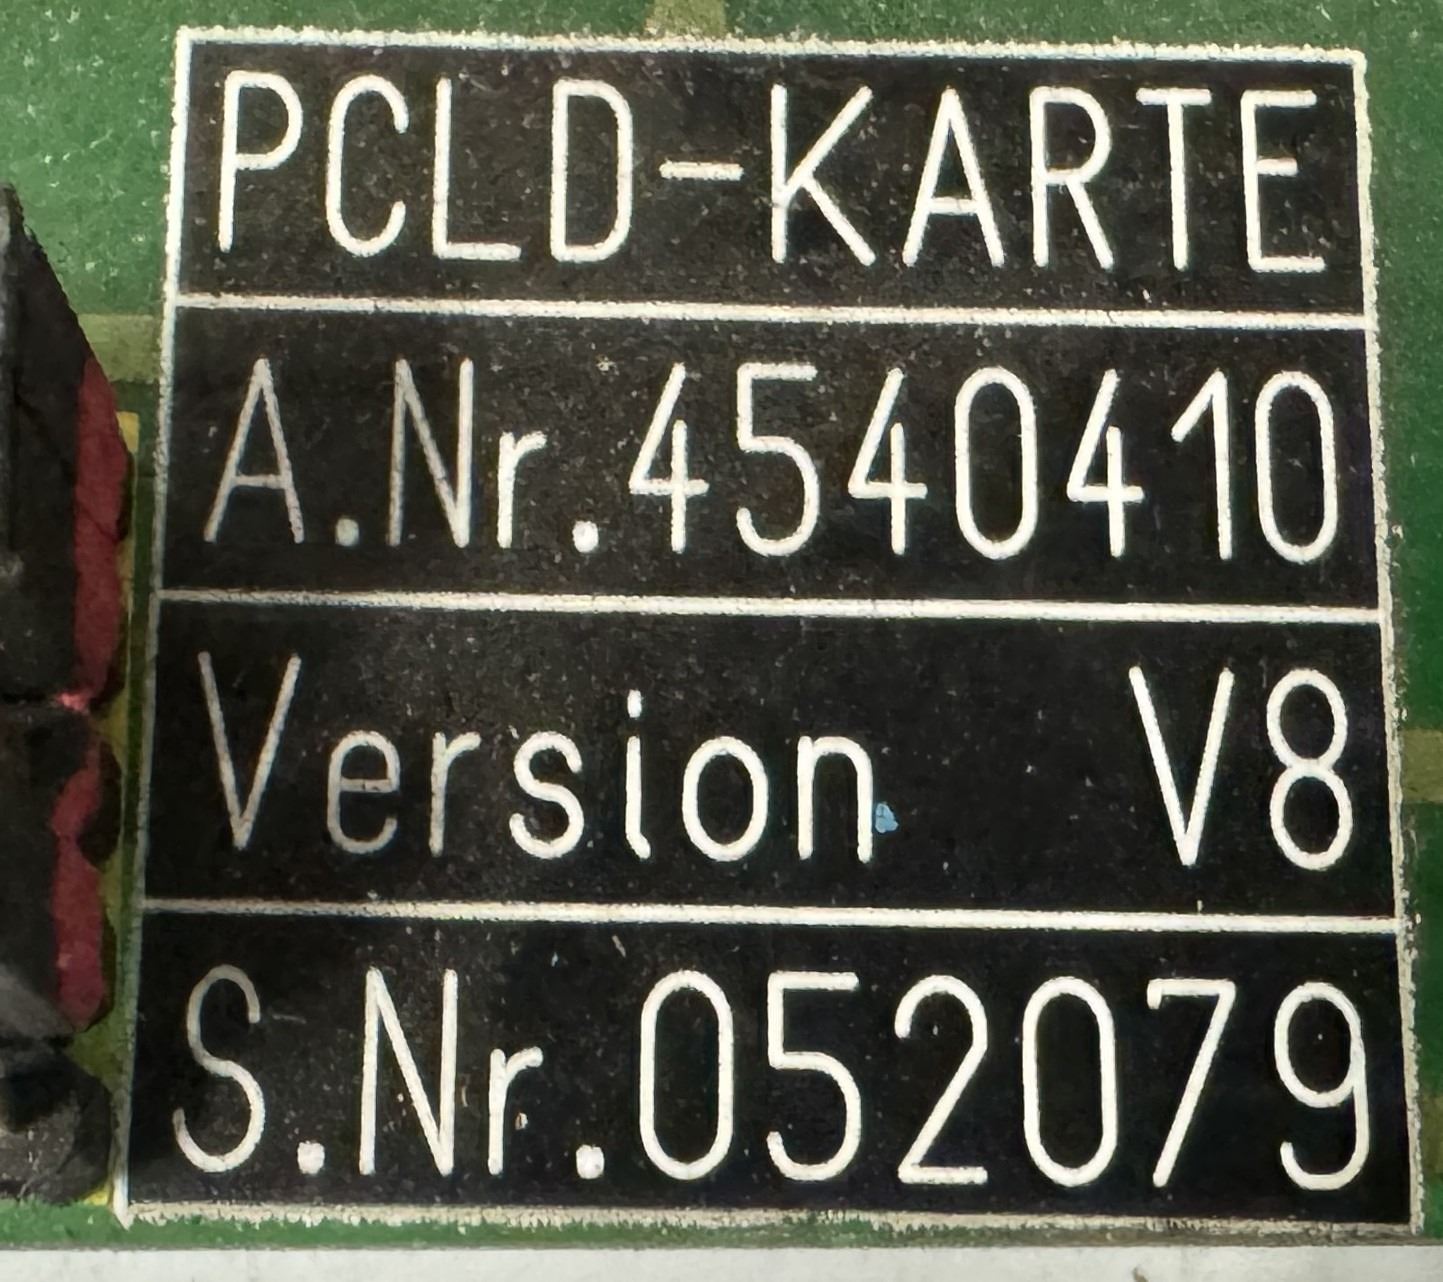 PCLD-KARTE
A.Nr.4540410
Version V8
S.Nr.052079